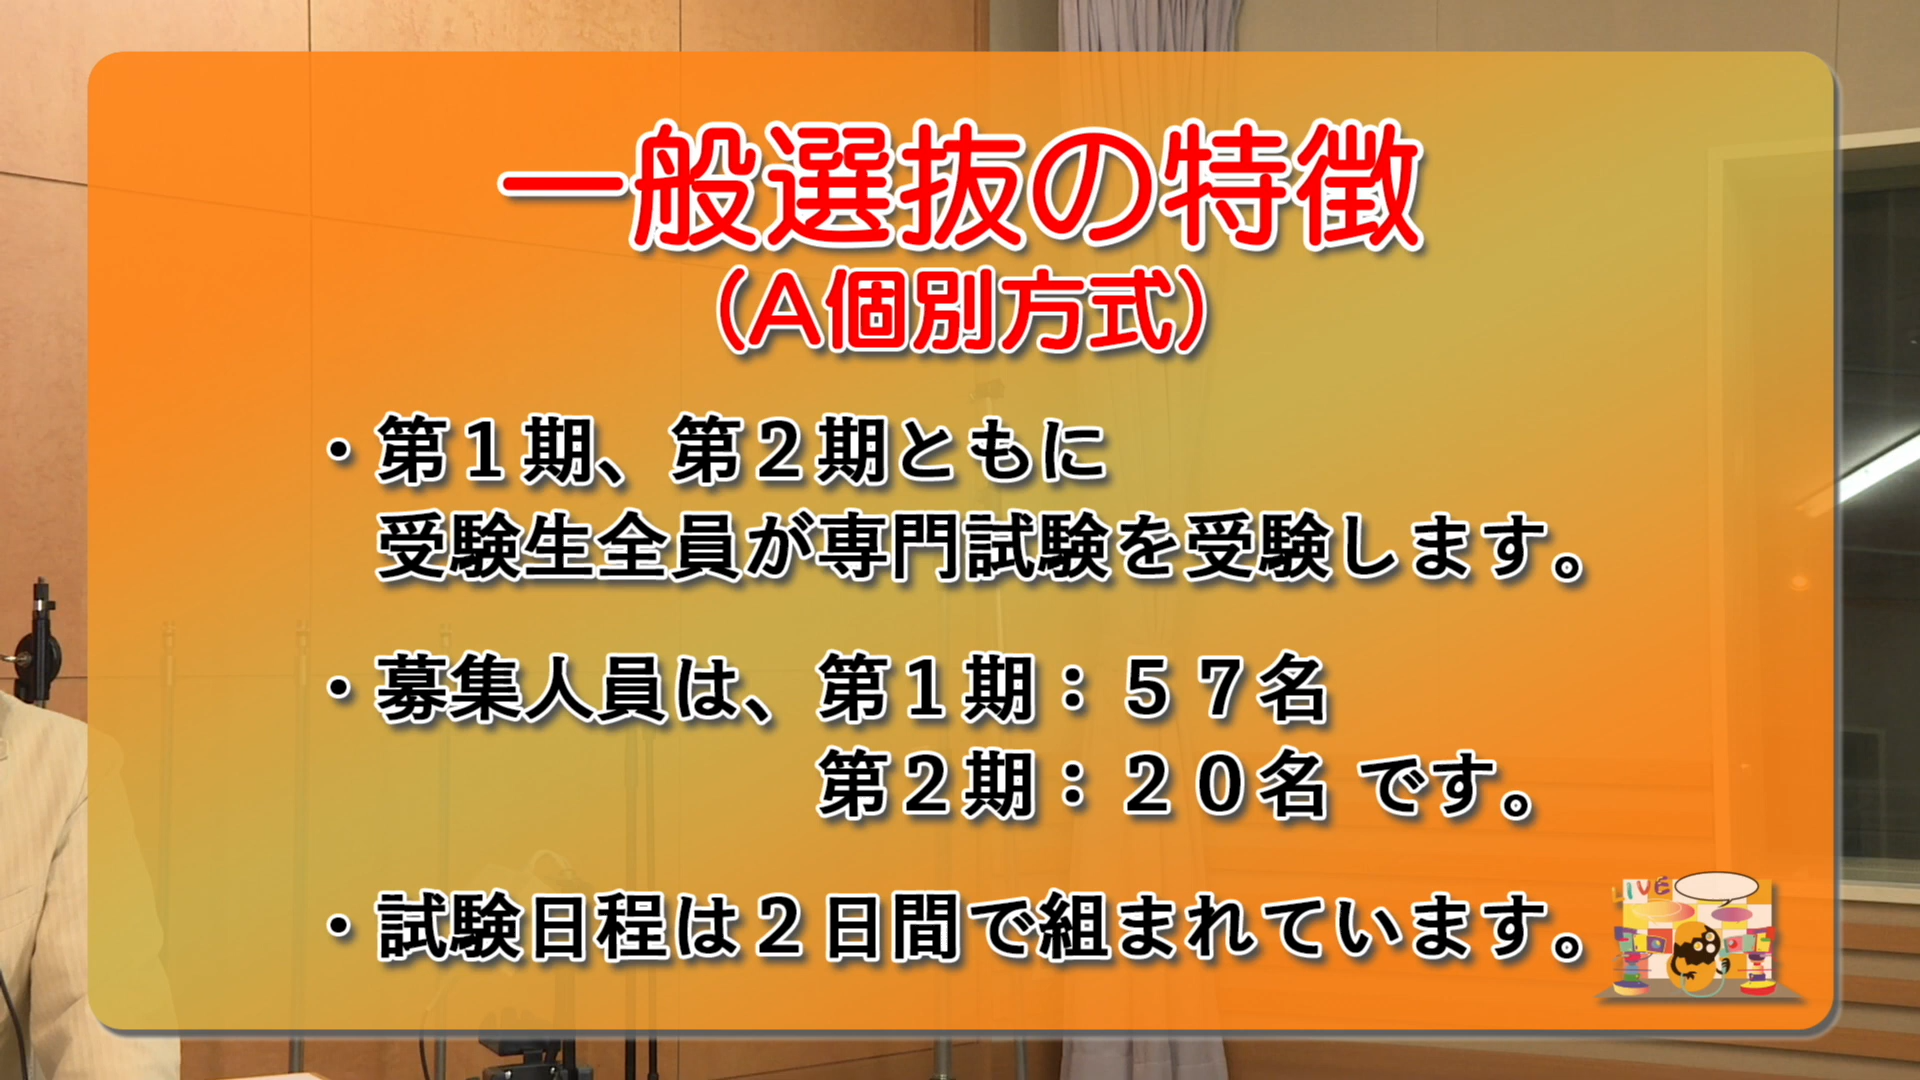 一般選抜の特徴
（A個別方式）
・第１期、第２期ともに
受験生全員が専門試験を受験します。
・募集人員は、第１期：５７名
第２期：２０名 です。
・試験日程は２日間で組まれています。
LIVE